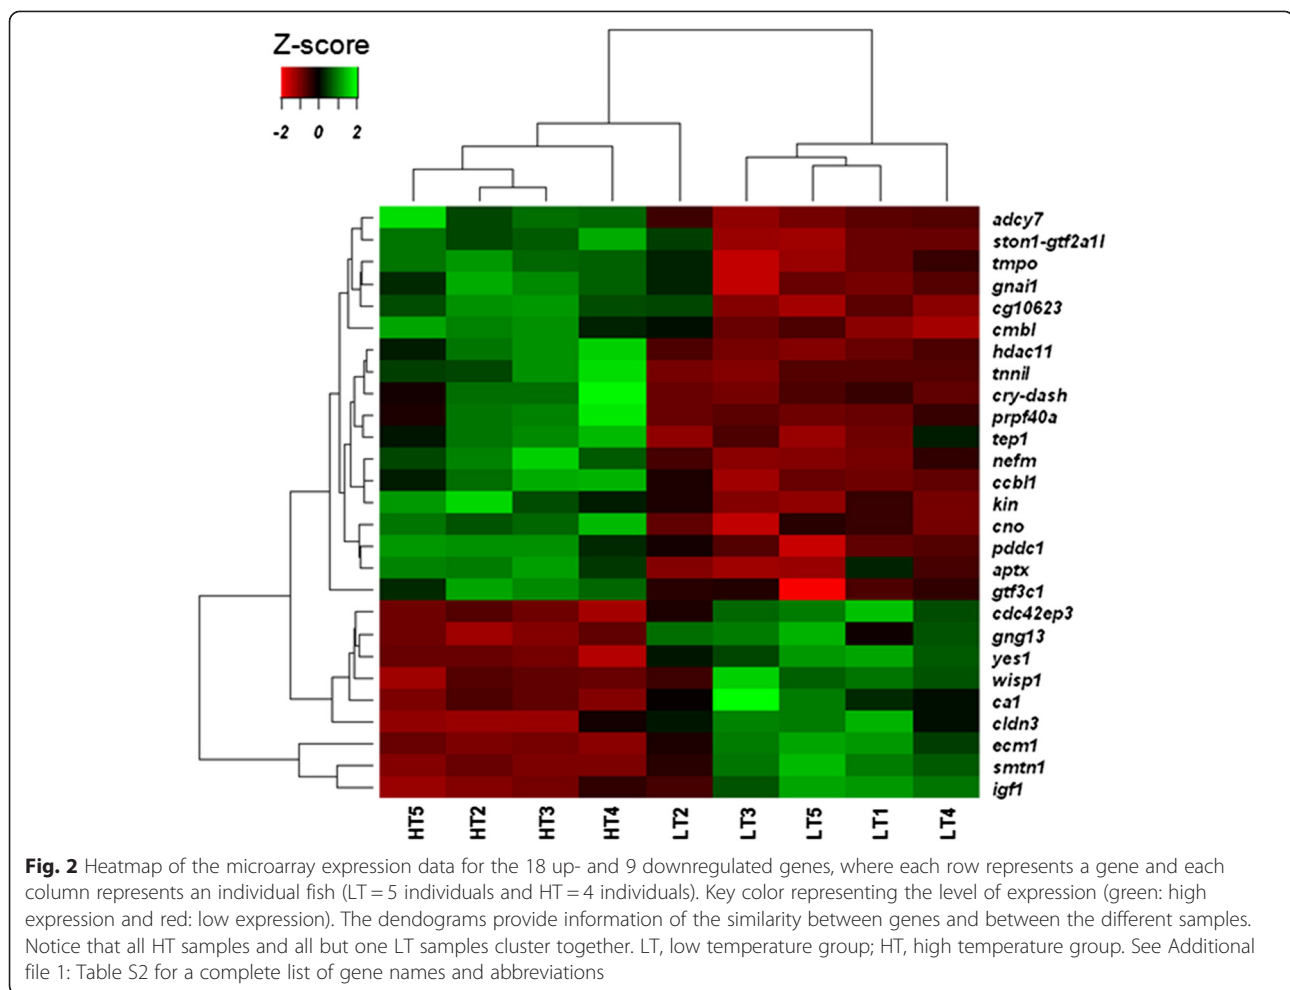 Z-score
-2 0 2
adcy7
ston1-gtf2a1l
tmpo
gnai1
cg10623
cmbl
hdac11
tnnil
cry-dash
prpf40a
tep1
nefm
ccbl1
kin
cno
pddc1
aptx
gtf3c1
cdc42ep3
gng13
yes1
wisp1
ca1
cldn3
ecm1
smtn1
igf1
HT5 HT2 HT3 HT4 LT2 LT3 LT5 LT1 LT4
Fig. 2 Heatmap of the microarray expression data for the 18 up- and 9 downregulated genes, where each row represents a gene and each
column represents an individual fish (LT = 5 individuals and HT = 4 individuals). Key color representing the level of expression (green: high
expression and red: low expression). The dendograms provide information of the similarity between genes and between the different samples.
Notice that all HT samples and all but one LT samples cluster together. LT, low temperature group; HT, high temperature group. See Additional
file 1: Table S2 for a complete list of gene names and abbreviations